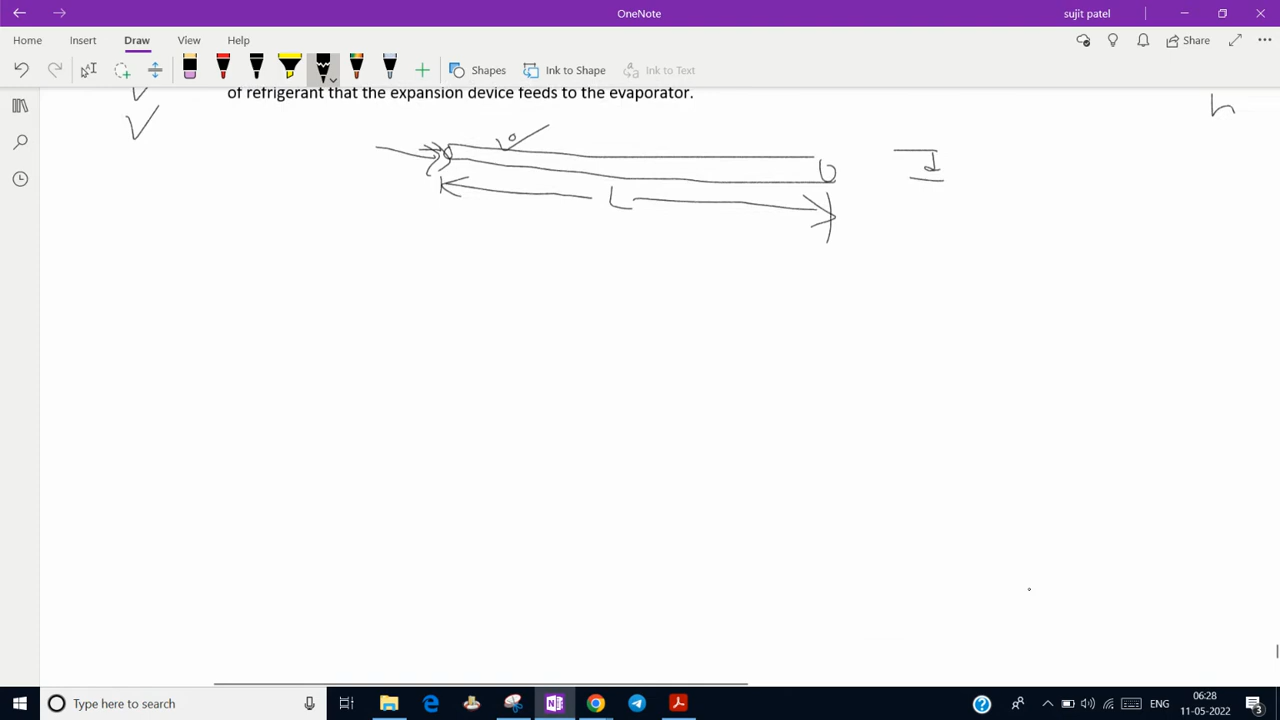 OneNote
sujit patel
Home Insert Draw View Help Share
Shapes Ink to Shape Ink to Text
of refrigerant that the expansion device feeds to the evaporator.
h
L
d
Type here to search
ENG
06:28
11-05-2022
3